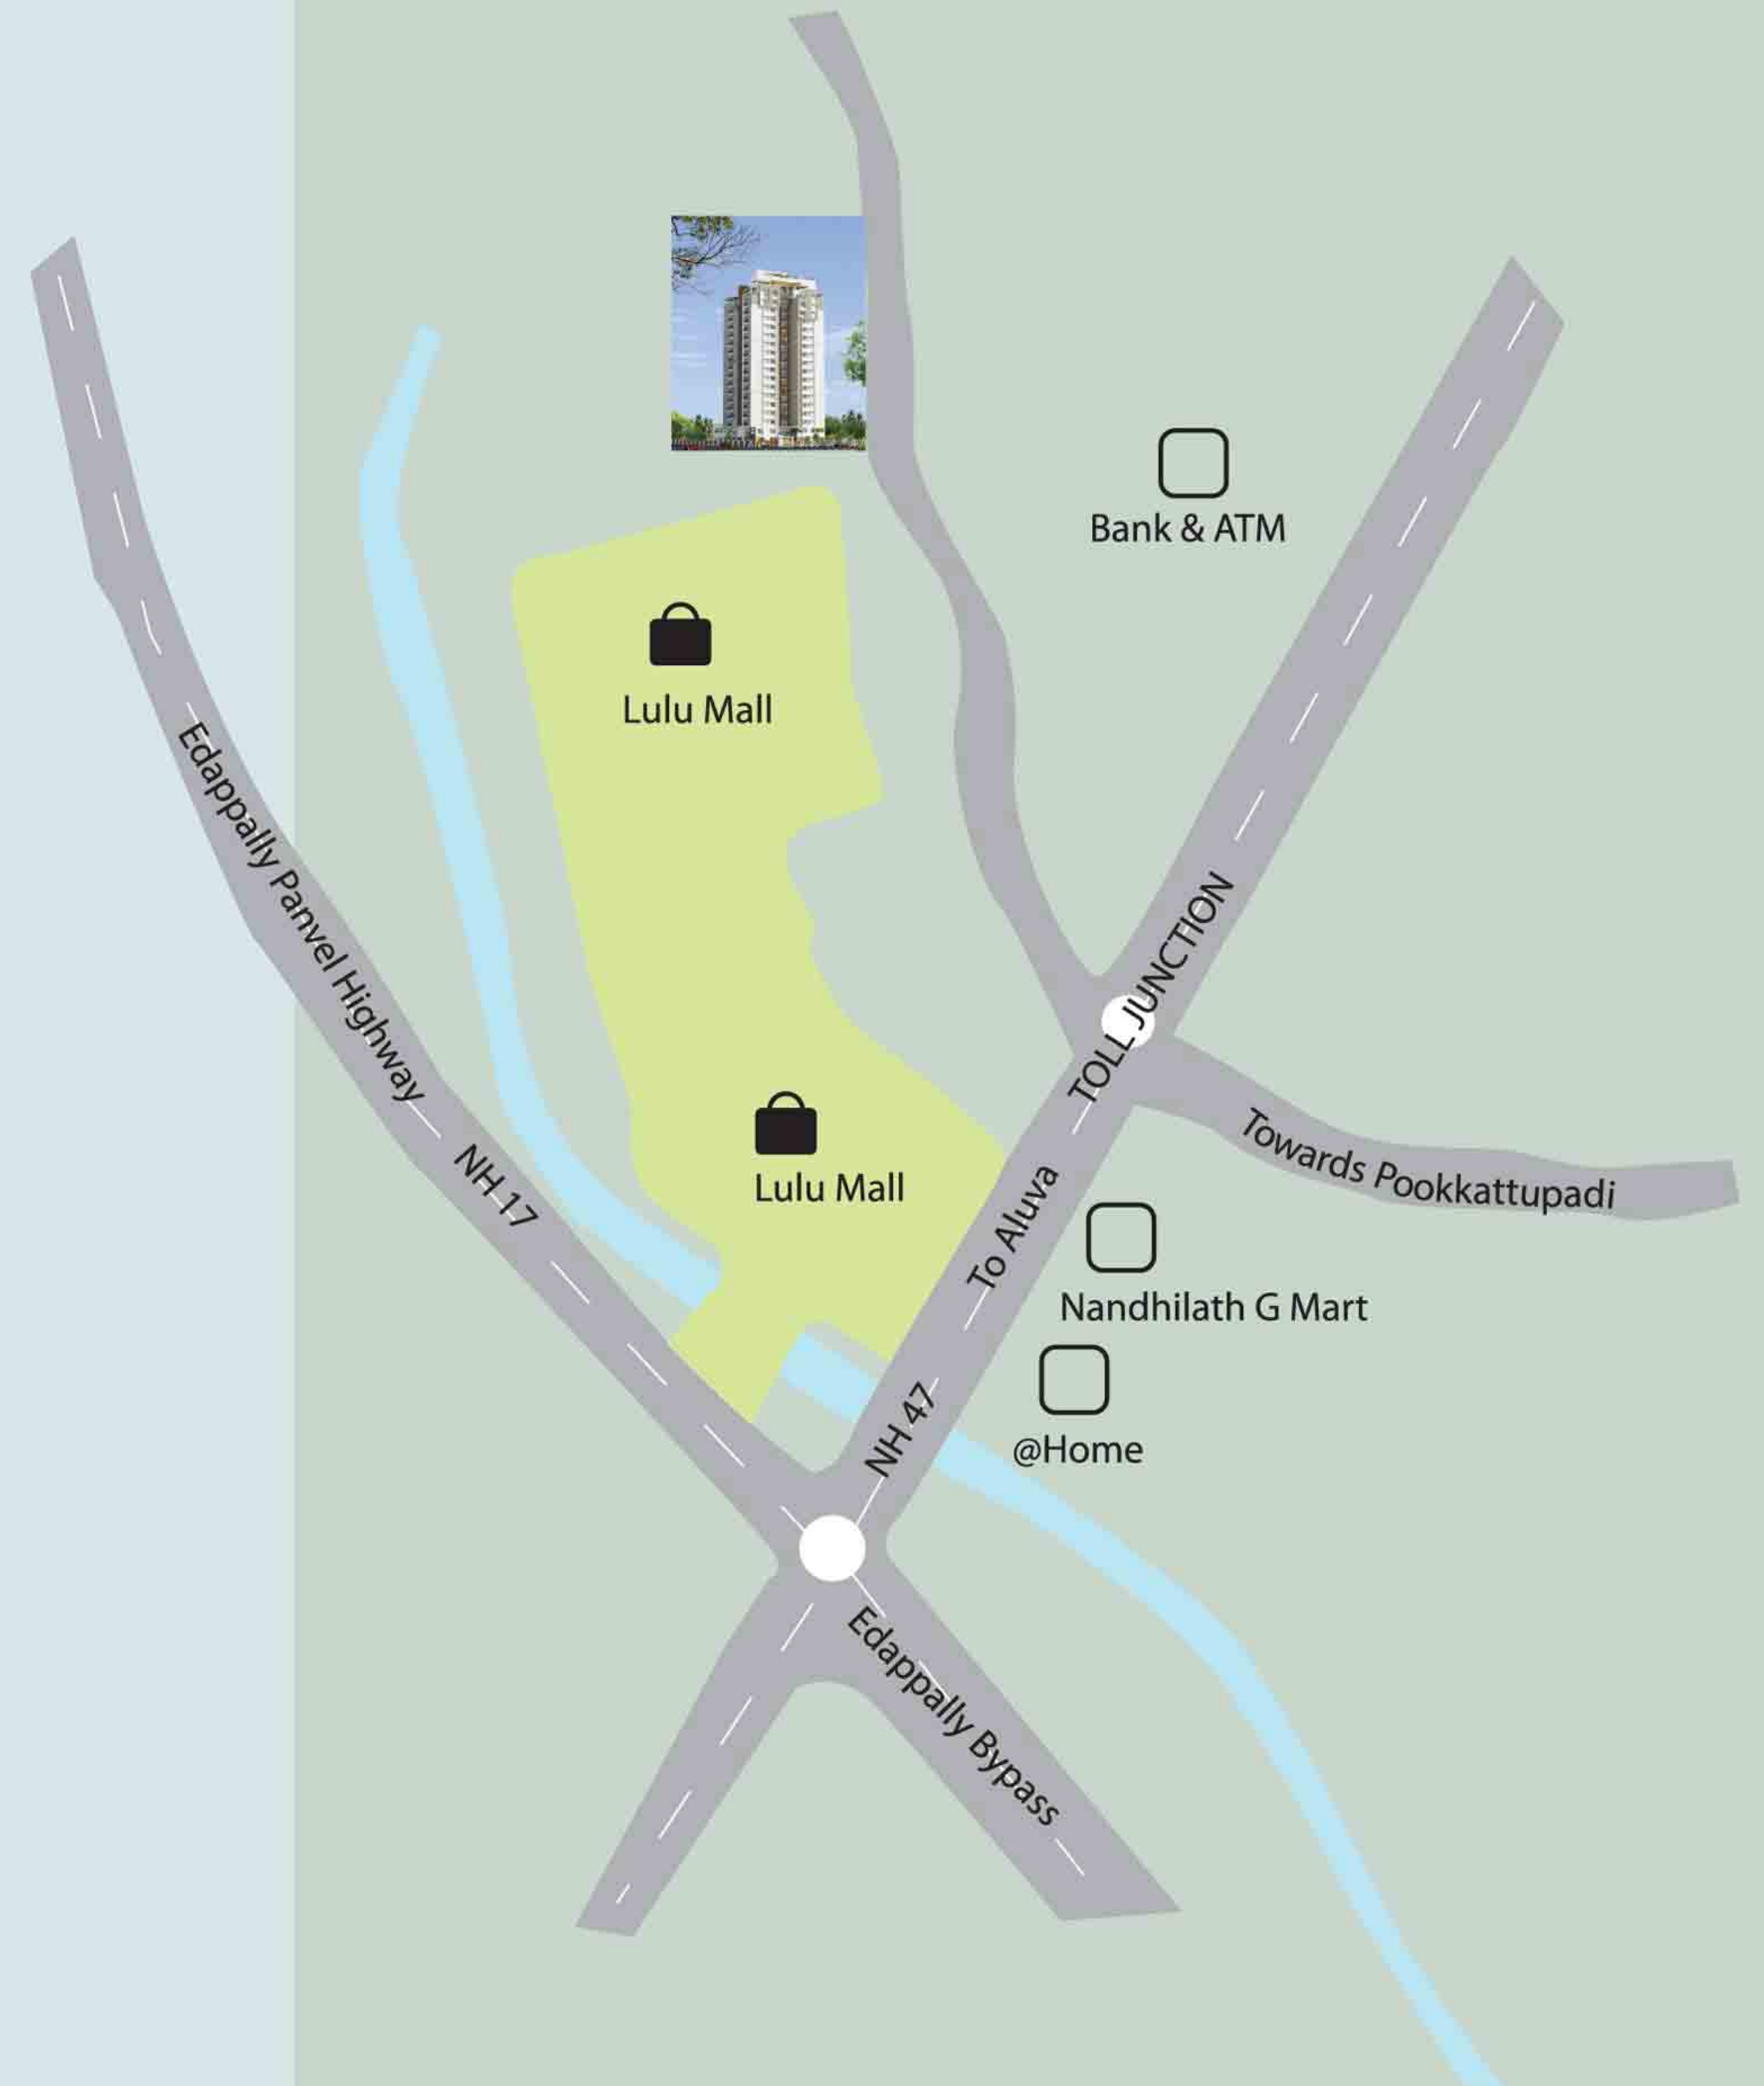 Bank & ATM
Lulu Mall
Edappally Panvel Highway
TOLL JUNCTION
Towards Pookkattupadi
Lulu Mall
NH 17
To Aluva
Nandhilath G Mart
NH 47
@Home
Edappally Bypass